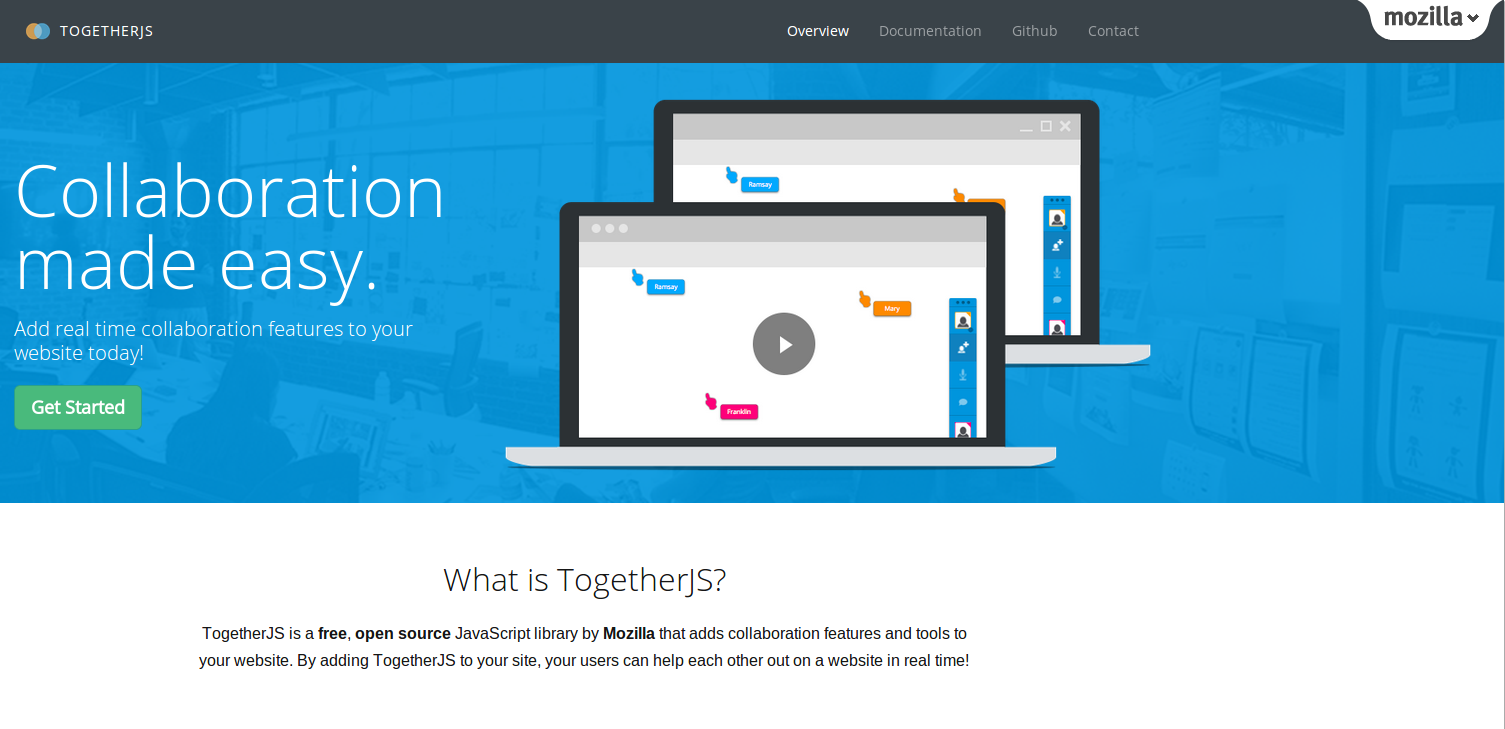 TOGETHERJS
Overview
Documentation
Github
Contact
mozilla
Collaboration
made easy.
Add real time collaboration features to your
website today!
Get Started
Ramsay
Ramsay
Mary
Franklin
What is TogetherJS?
TogetherJS is a free, open source JavaScript library by Mozilla that adds collaboration features and tools to
your website. By adding TogetherJS to your site, your users can help each other out on a website in real time!